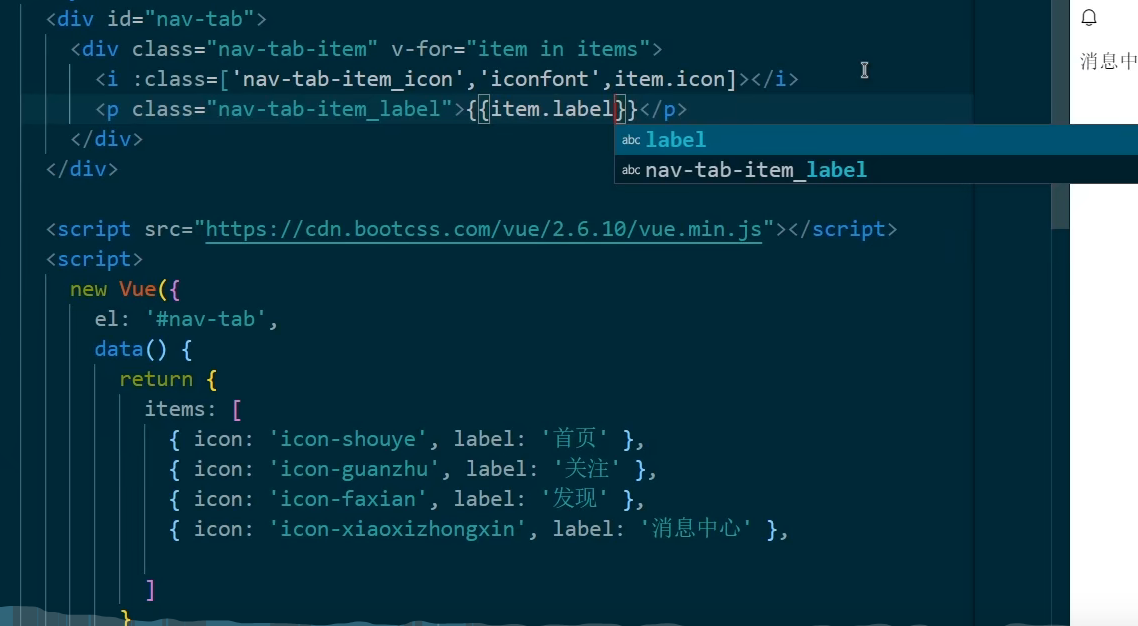 <div id="nav-tab">
<div class="nav-tab-item" v-for="item in items">
<i :class=['nav-tab-item_icon','iconfont',item.icon]></i>
<p class="nav-tab-item_label">{{item.label}}</p>
abc label
</div>
abc nav-tab-item_label
</div>
<script src="https://cdn.bootcss.com/vue/2.6.10/vue.min.js"></script>
<script>
new Vue({
el: '#nav-tab',
data() {
return {
items: [
{ icon: 'icon-shouye', label: '首页' },
{ icon: 'icon-guanzhu', label: '关注' },
{ icon: 'icon-faxian', label: '发现' },
{ icon: 'icon-xiaoxizhongxin', label: '消息中心' },
]
}
消息中